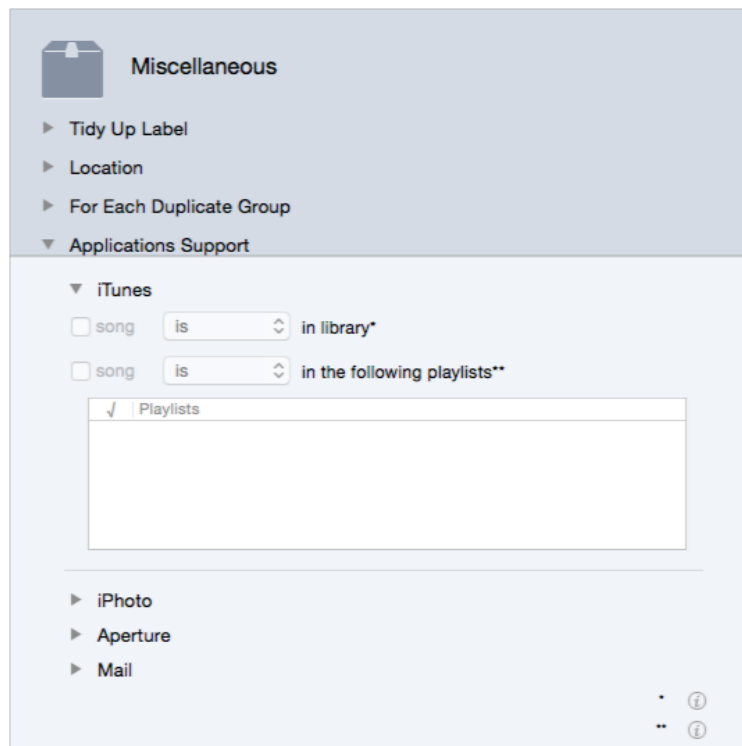 Miscellaneous
Tidy Up Label
Location
For Each Duplicate Group
Applications Support
iTunes
song is in library*
song is in the following playlists**
√ Playlists
iPhoto
Aperture
Mail
* i
** i